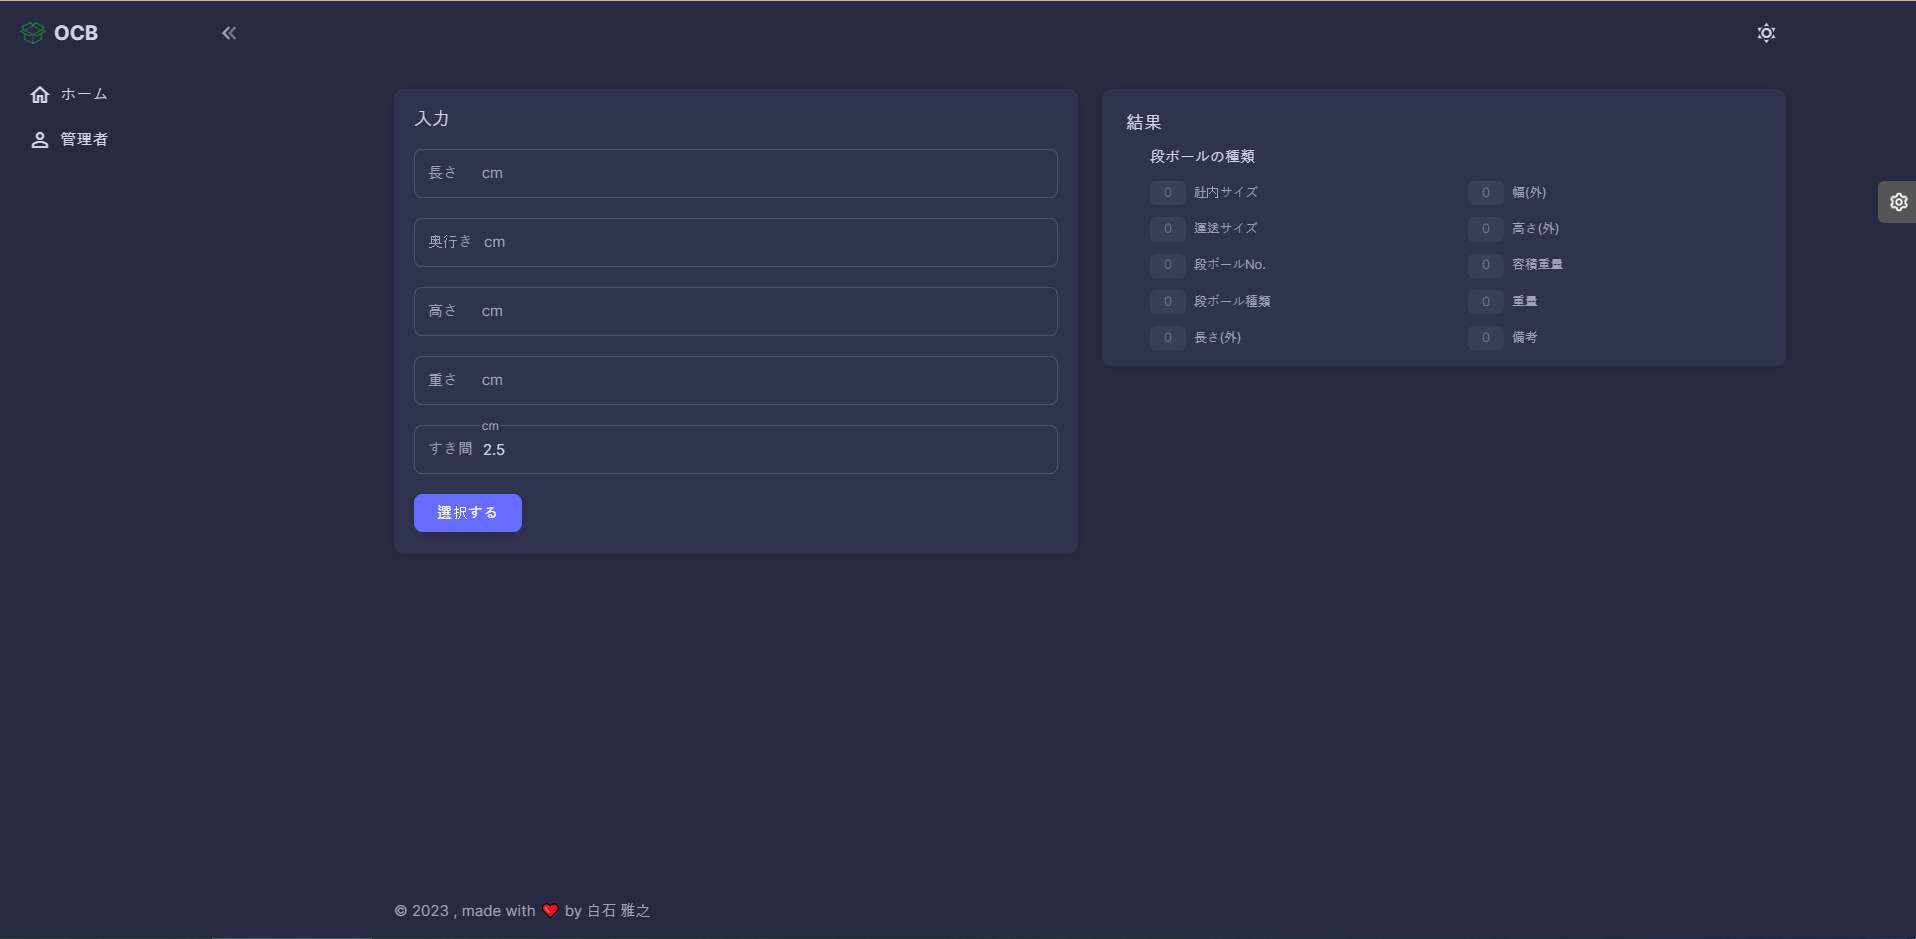 OCB
ホーム
管理者
入力
長さ cm
奥行き cm
高さ cm
重さ cm
cm
すき間 2.5
選択する
結果
段ボールの種類
0 社内サイズ
0 幅(外)
0 運送サイズ
0 高さ(外)
0 段ボールNo.
0 容積重量
0 段ボール種類
0 重量
0 長さ(外)
0 備考
© 2023 , made with ❤️ by 白石 雅之